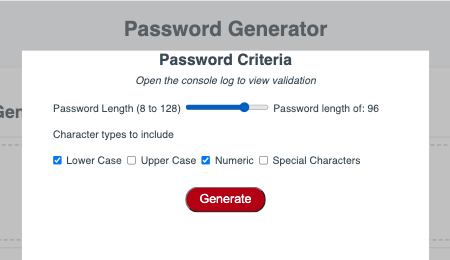 Password Generator
Password Criteria
Open the console log to view validation
Password Length (8 to 128) Password length of: 96
Gen
Character types to include
Lower Case Upper Case Numeric Special Characters
Generate